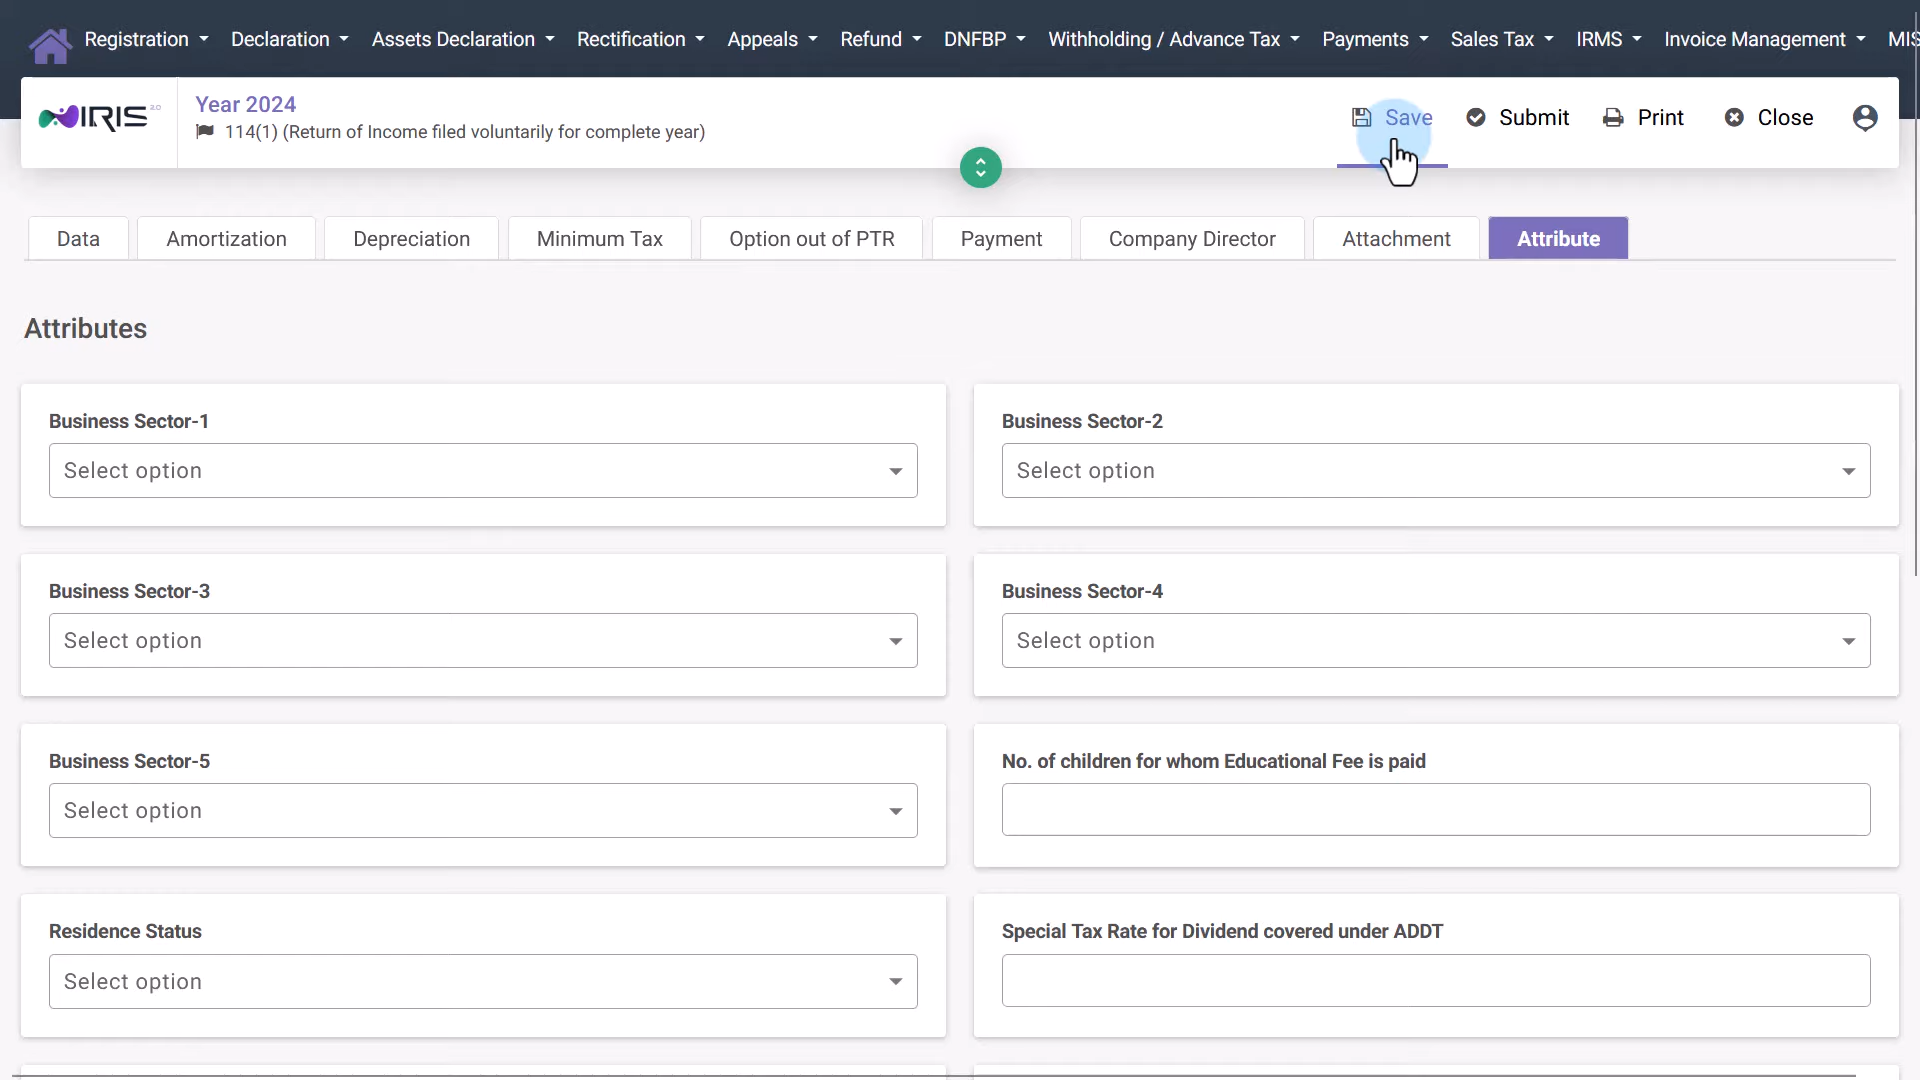 Registration Declaration Assets Declaration Rectification Appeals Refund DNFBP Withholding / Advance Tax Payments Sales Tax IRMS Invoice Management MIS
IRIS 2.0
Year 2024
114(1) (Return of Income filed voluntarily for complete year)
Save Submit Print Close
Data Amortization Depreciation Minimum Tax Option out of PTR Payment Company Director Attachment Attribute
Attributes
Business Sector-1
Select option
Business Sector-2
Select option
Business Sector-3
Select option
Business Sector-4
Select option
Business Sector-5
Select option
No. of children for whom Educational Fee is paid
Residence Status
Select option
Special Tax Rate for Dividend covered under ADDT